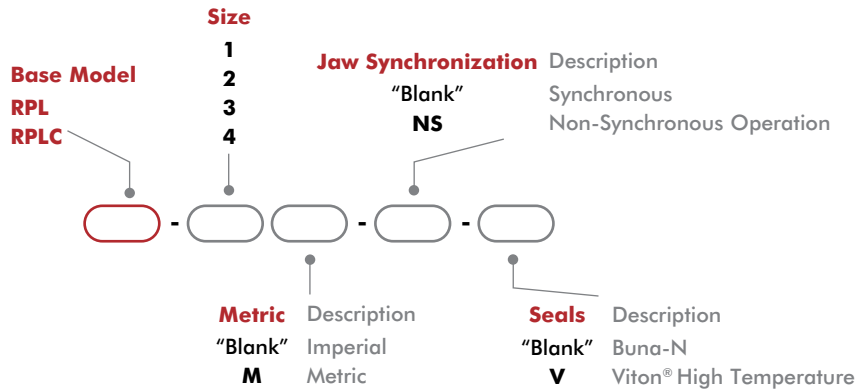 Size
1
2
3
4
Base Model
RPL
RPLC
Jaw Synchronization Description
"Blank" Synchronous
NS Non-Synchronous Operation
- - -
Metric Description
"Blank" Imperial
M Metric
Seals Description
"Blank" Buna-N
V Viton® High Temperature